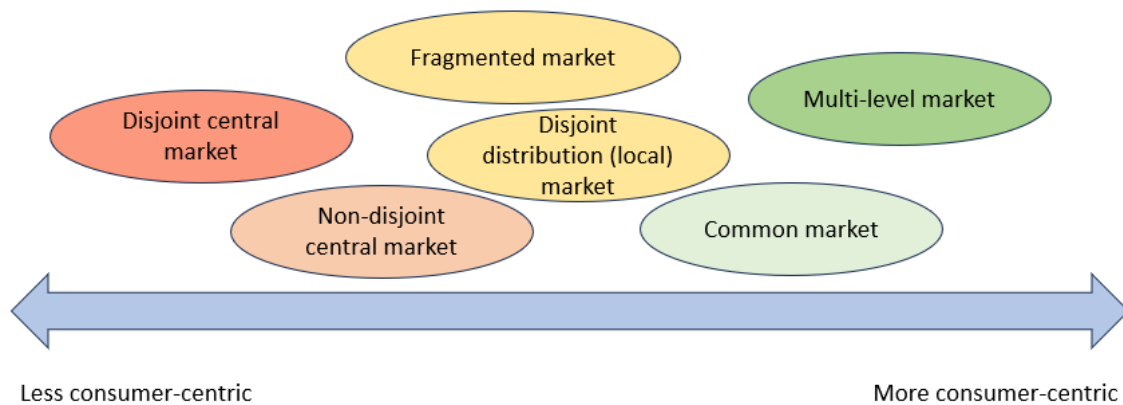 Fragmented market
Multi-level market
Disjoint central
market
Disjoint
distribution (local)
market
Non-disjoint
central market
Common market
Less consumer-centric
More consumer-centric